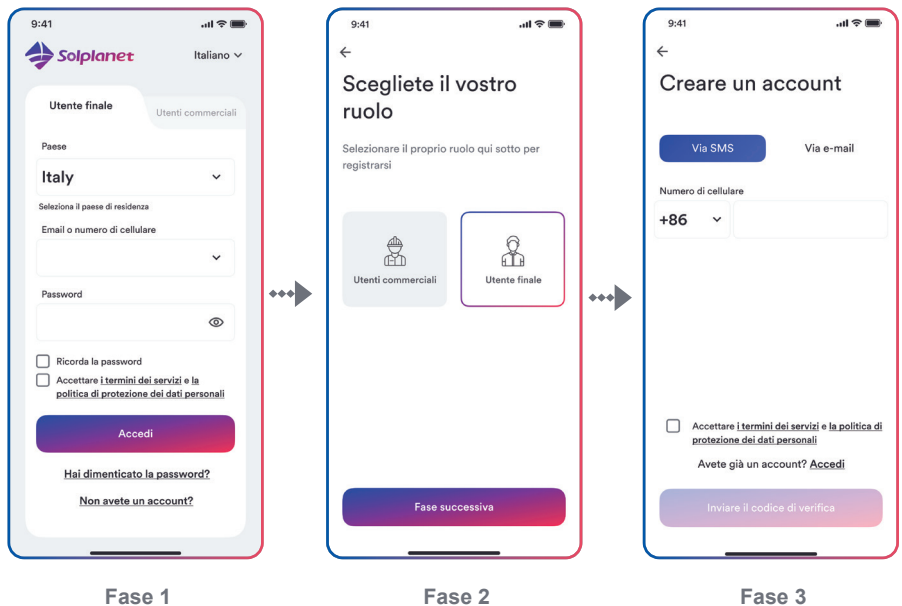 9:41
Solplanet
Italiano
Utente finale
Utenti commerciali
Paese
Italy
Seleziona il paese di residenza
Email o numero di cellulare
Password
Ricorda la password
Accettare i termini dei servizi e la
politica di protezione dei dati personali
Accedi
Hai dimenticato la password?
Non avete un account?
Fase 1
9:41
Scegliete il vostro
ruolo
Selezionare il proprio ruolo qui sotto per
registrarsi
Utenti commerciali
Utente finale
Fase successiva
Fase 2
9:41
Creare un account
Via SMS
Via e-mail
Numero di cellulare
+86
Accettare i termini dei servizi e la politica di
protezione dei dati personali
Avete già un account? Accedi
Inviare il codice di verifica
Fase 3